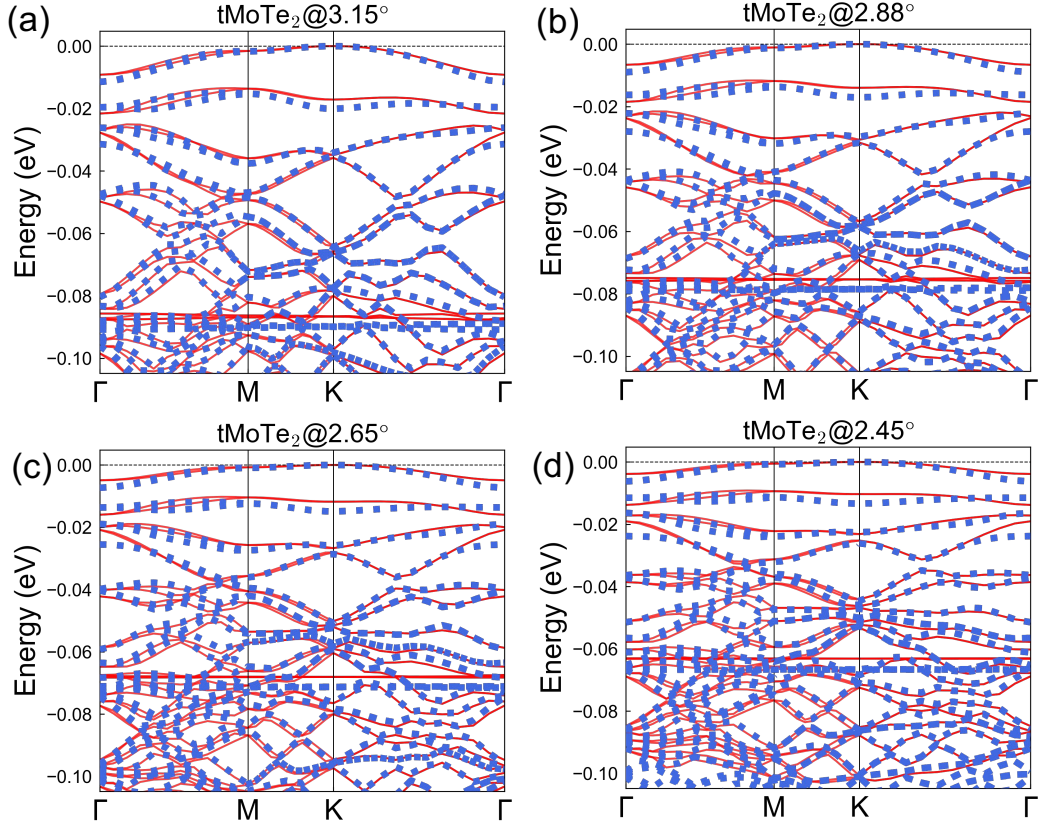 (a)
tMoTe₂@3.15°
Energy (eV)
0.00
−0.02
−0.04
−0.06
−0.08
−0.10
Γ M K Γ
(b)
tMoTe₂@2.88°
Energy (eV)
0.00
−0.02
−0.04
−0.06
−0.08
−0.10
Γ M K Γ
(c)
tMoTe₂@2.65°
Energy (eV)
0.00
−0.02
−0.04
−0.06
−0.08
−0.10
Γ M K Γ
(d)
tMoTe₂@2.45°
Energy (eV)
0.00
−0.02
−0.04
−0.06
−0.08
−0.10
Γ M K Γ